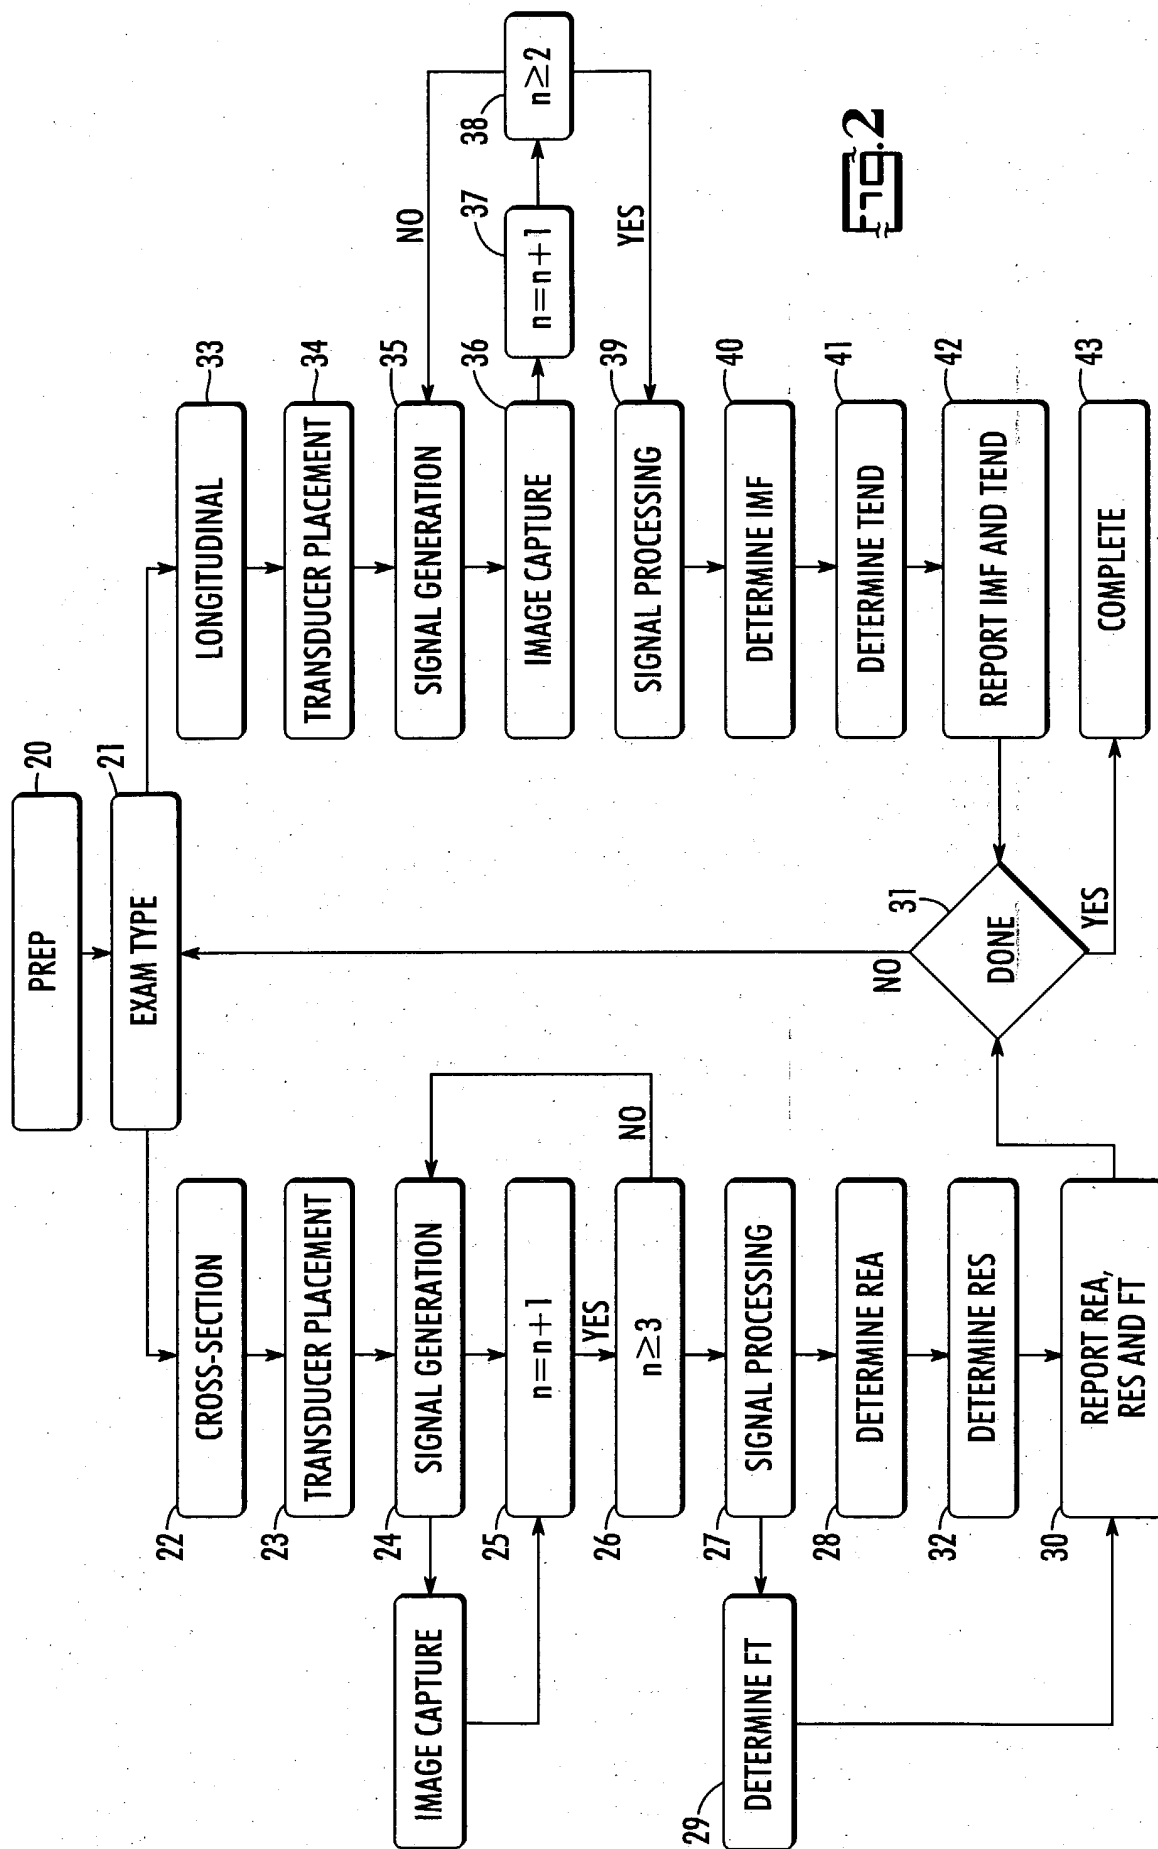 PREP
20
EXAM TYPE
21
CROSS-SECTION
22
TRANSDUCER PLACEMENT
23
SIGNAL GENERATION
24
IMAGE CAPTURE
n=n+1
25
YES
n≥3
26
NO
SIGNAL PROCESSING
27
DETERMINE FT
29
DETERMINE REA
28
DETERMINE RES
32
REPORT REA,
RES AND FT
30
DONE
31
NO
YES
LONGITUDINAL
33
TRANSDUCER PLACEMENT
34
SIGNAL GENERATION
35
IMAGE CAPTURE
36
n=n+1
37
n≥2
38
NO
YES
SIGNAL PROCESSING
39
DETERMINE IMF
40
DETERMINE TEND
41
REPORT IMF AND TEND
42
COMPLETE
43
FIG. 2